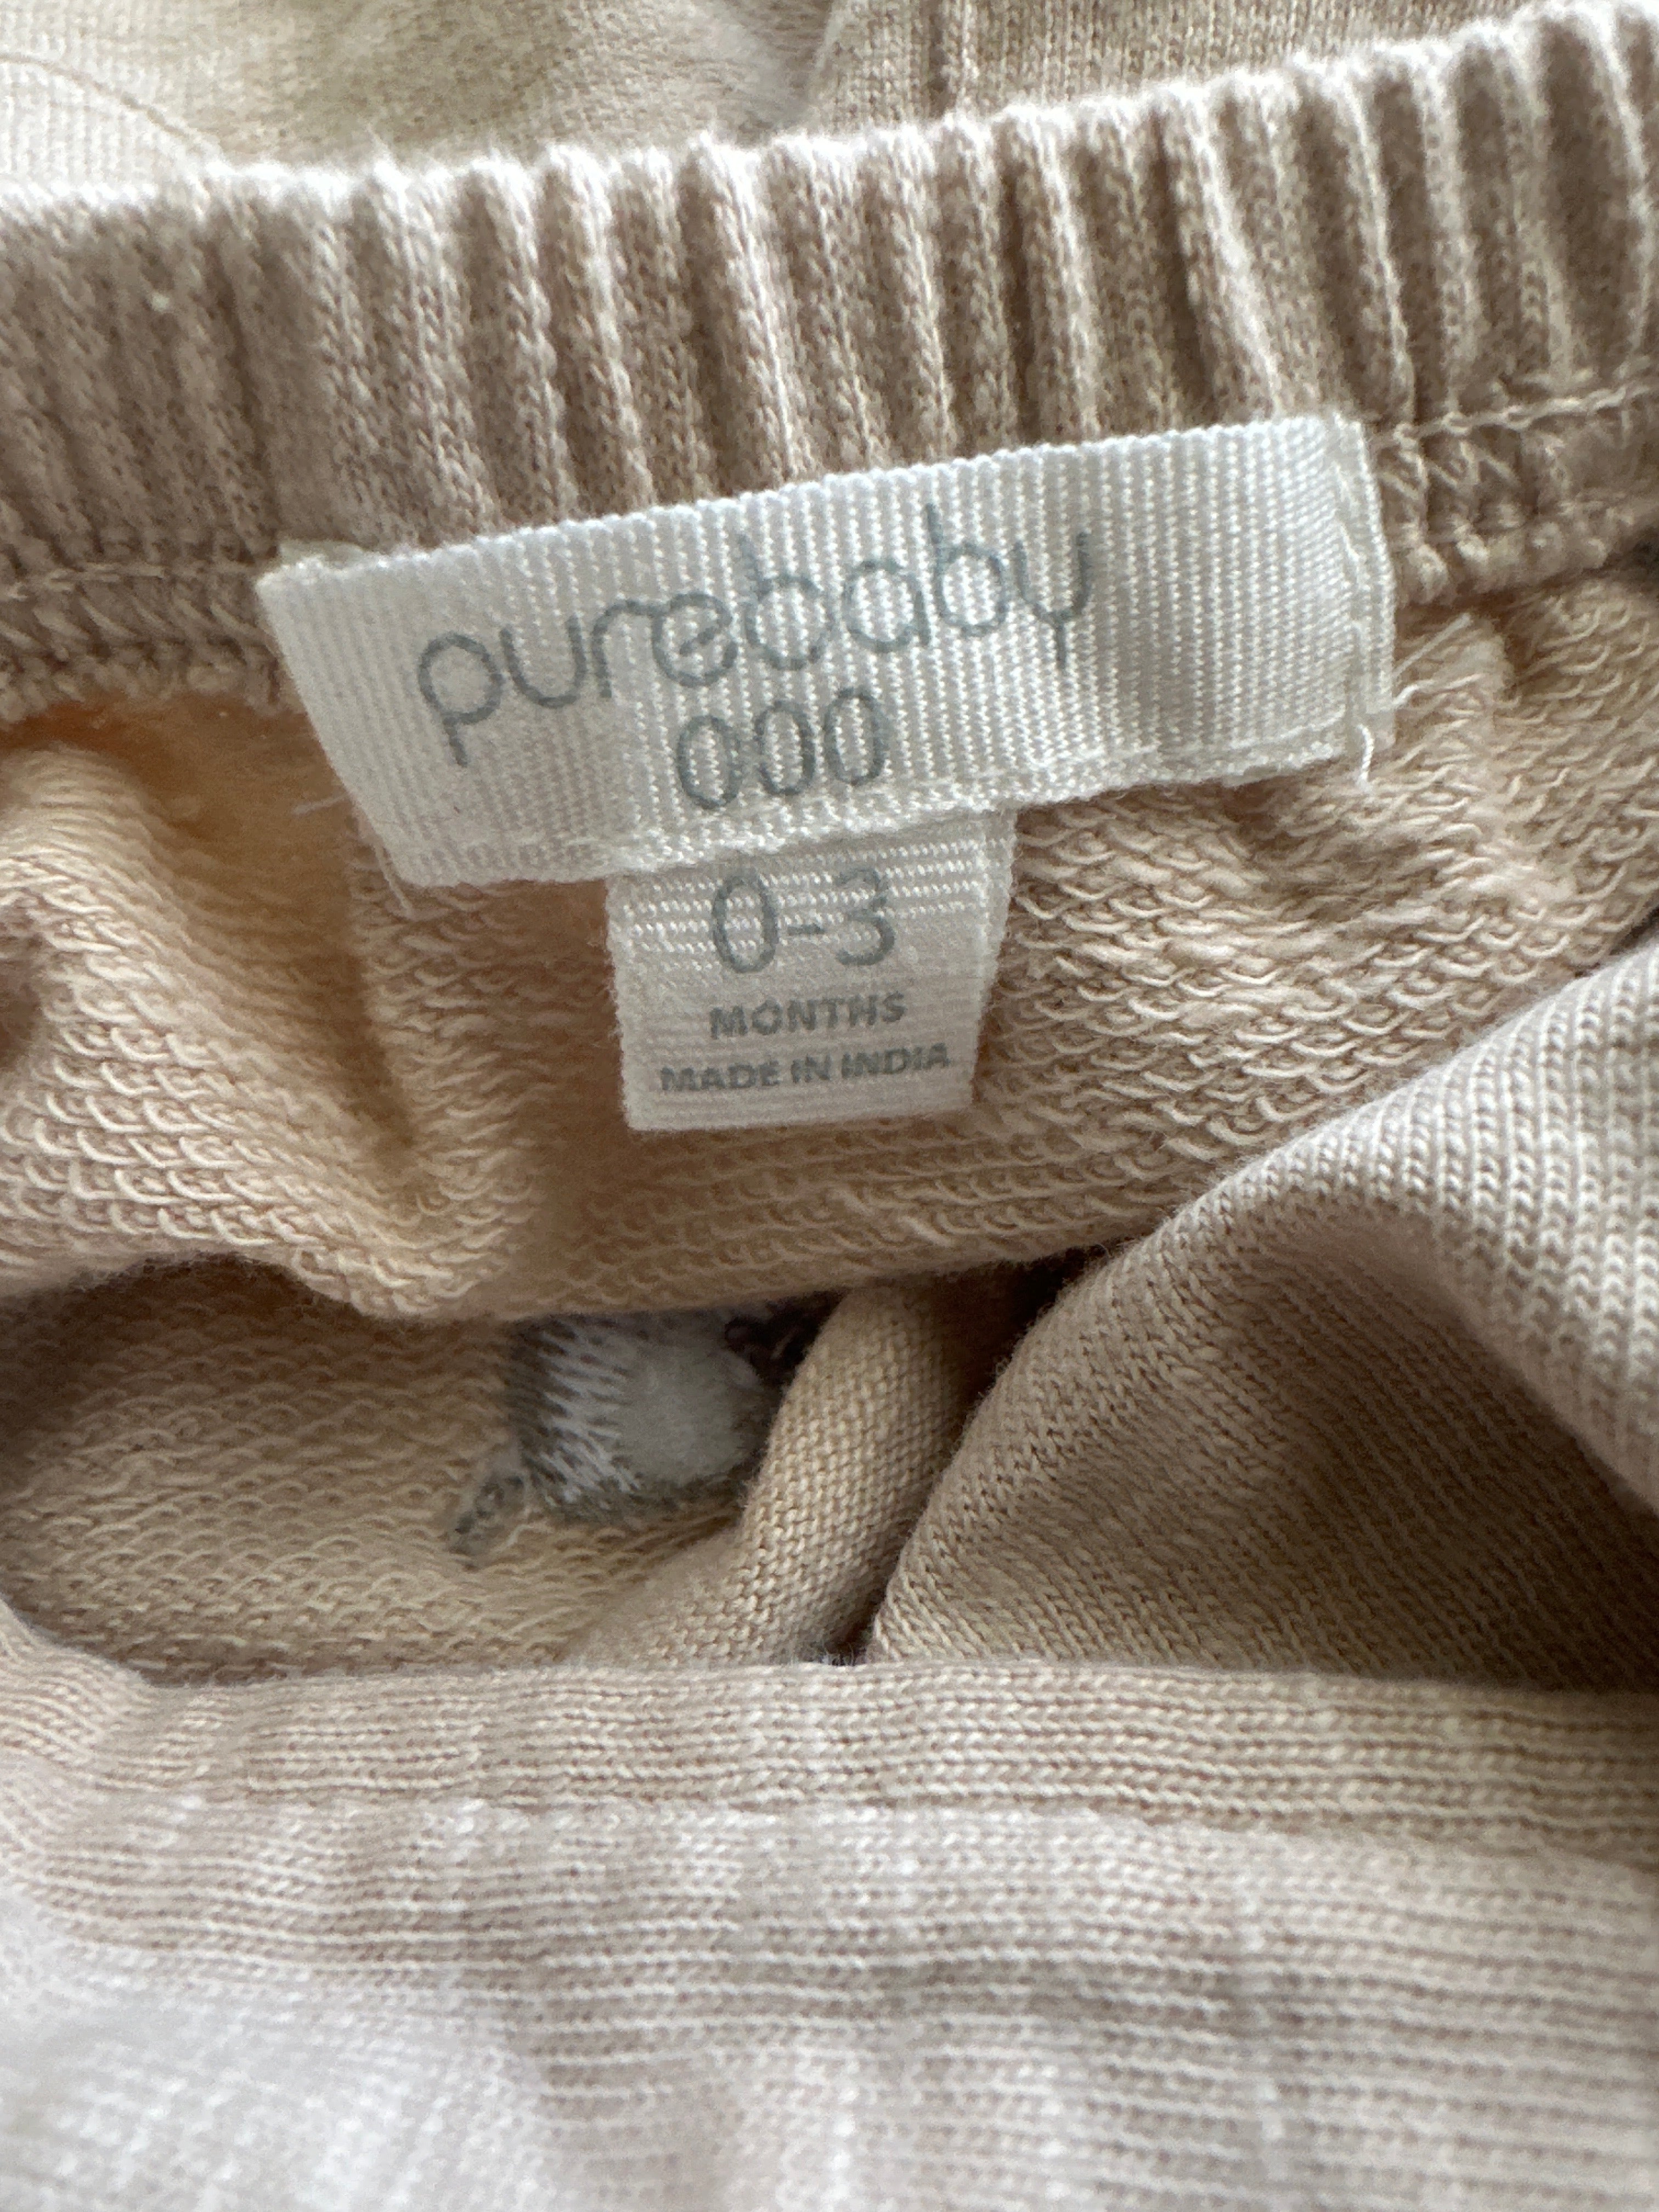 purebaby
000
0-3
MONTHS
MADE IN INDIA